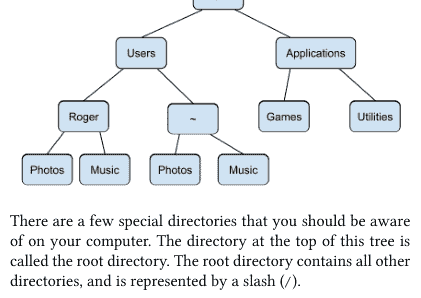 Users
Applications
Roger
~
Games
Utilities
Photos
Music
Photos
Music
There are a few special directories that you should be aware
of on your computer. The directory at the top of this tree is
called the root directory. The root directory contains all other
directories, and is represented by a slash (/).